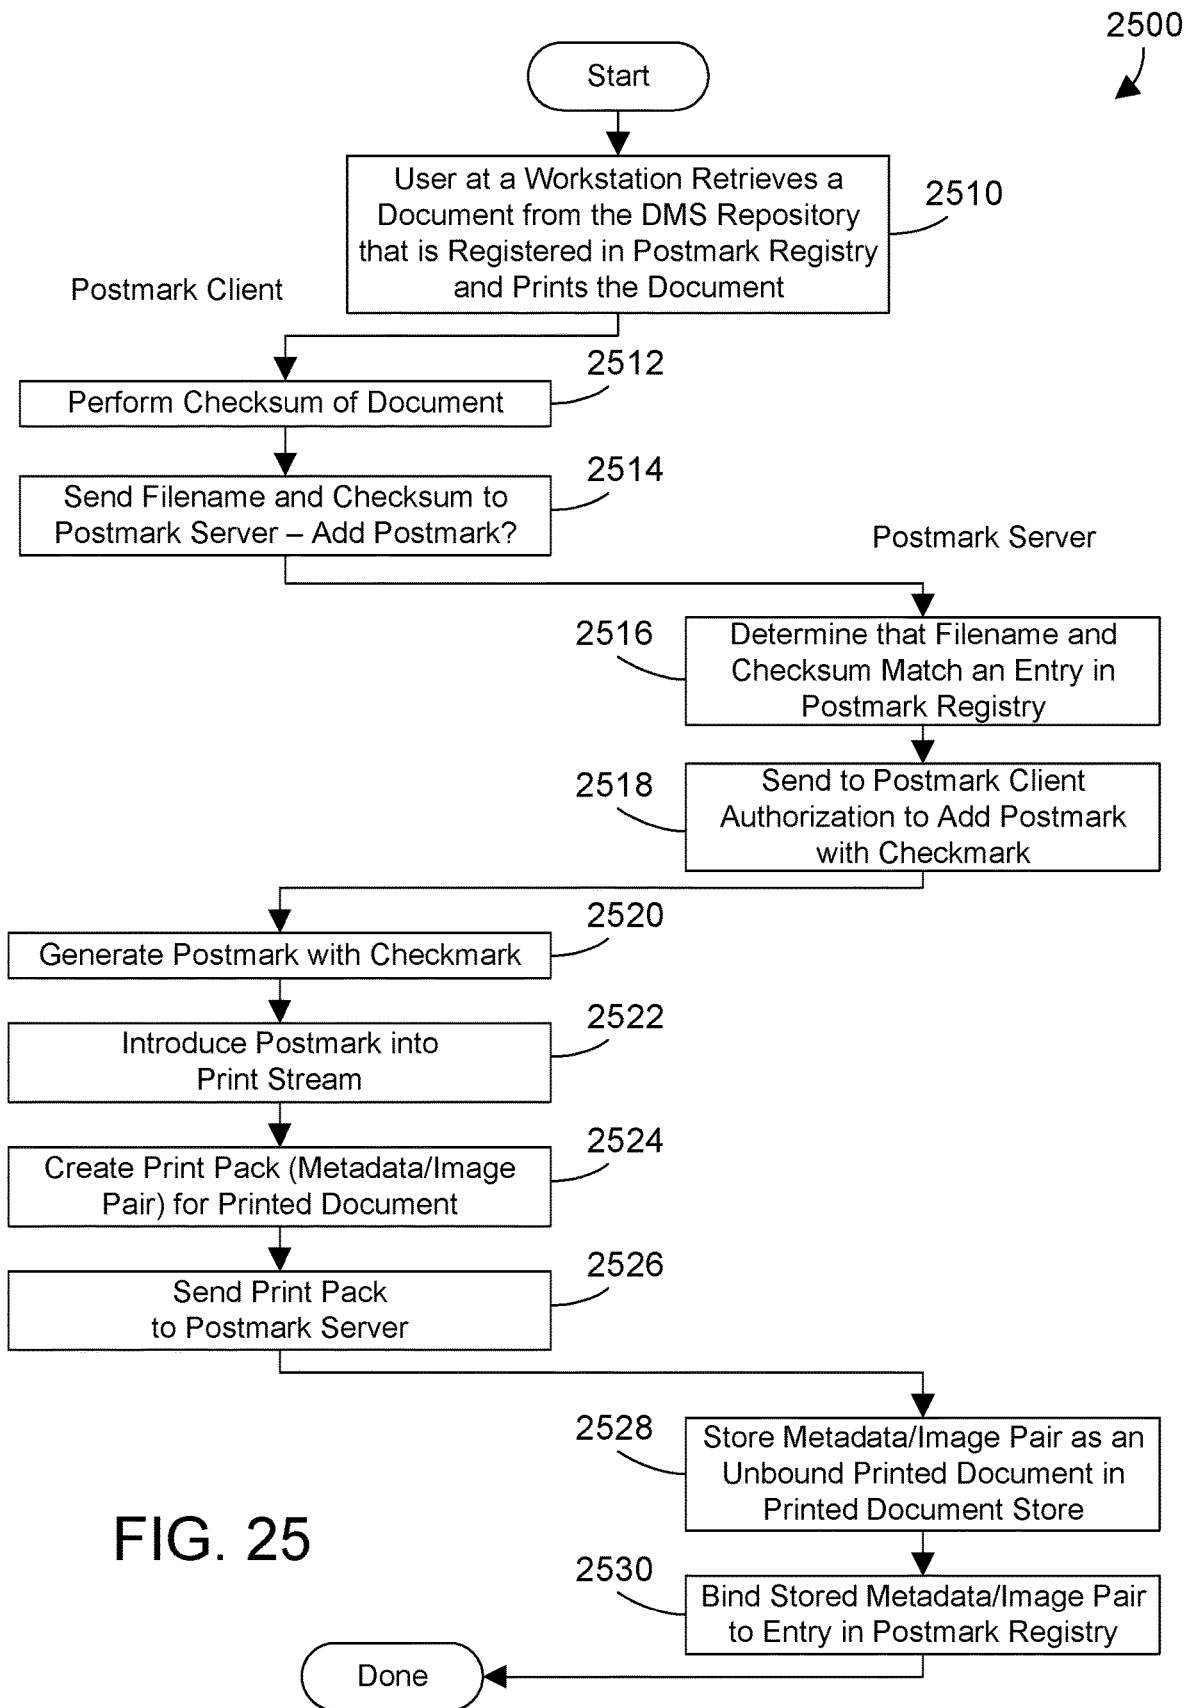 2500
Start
User at a Workstation Retrieves a
Document from the DMS Repository
that is Registered in Postmark Registry
and Prints the Document
2510
Postmark Client
2512
Perform Checksum of Document
2514
Send Filename and Checksum to
Postmark Server – Add Postmark?
Postmark Server
2516
Determine that Filename and
Checksum Match an Entry in
Postmark Registry
2518
Send to Postmark Client
Authorization to Add Postmark
with Checkmark
2520
Generate Postmark with Checkmark
2522
Introduce Postmark into
Print Stream
2524
Create Print Pack (Metadata/Image
Pair) for Printed Document
2526
Send Print Pack
to Postmark Server
2528
Store Metadata/Image Pair as an
Unbound Printed Document in
Printed Document Store
FIG. 25
2530
Bind Stored Metadata/Image Pair
to Entry in Postmark Registry
Done